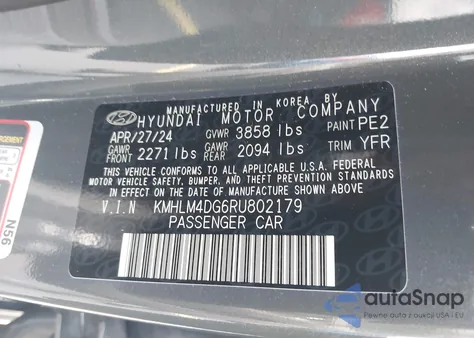 MANUFACTURED IN KOREA BY
HYUNDAI MOTOR COMPANY
APR/27/24 GVWR 3858 lbs PAINT PE2
GAWR FRONT 2271 lbs GAWR REAR 2094 lbs TRIM YFR
THIS VEHICLE CONFORMS TO ALL APPLICABLE U.S.A. FEDERAL
MOTOR VEHICLE SAFETY, BUMPER, AND THEFT PREVENTION STANDARDS
IN EFFECT ON THE DATE OF MANUFACTURE SHOWN ABOVE.
V.I.N KMHLM4DG6RU802179
PASSENGER CAR
N56
autoSnap